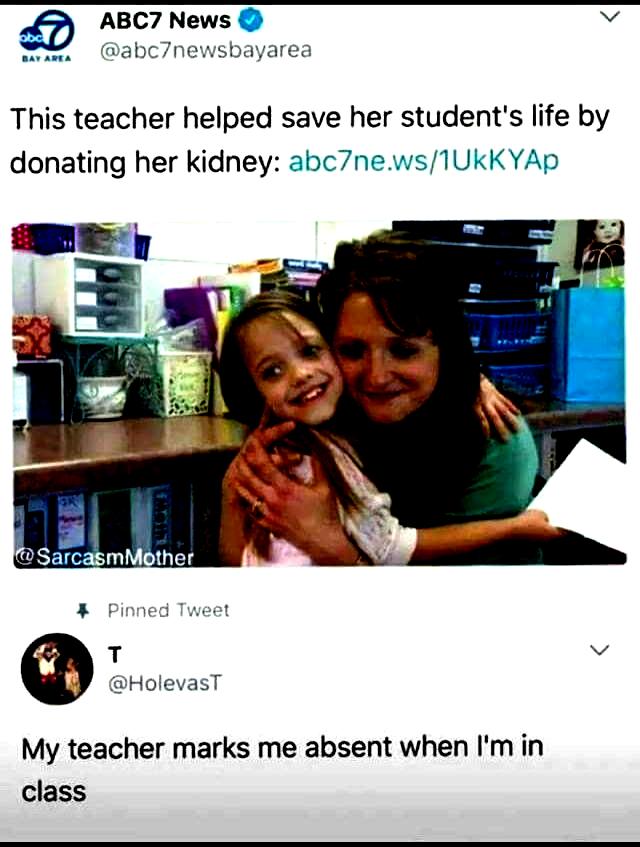 ABC7 News
abc 7
@abc7newsbayarea
BAY AREA
This teacher helped save her student's life by
donating her kidney: abc7ne.ws/1UkKYAp
@SarcasmMother
Pinned Tweet
T
@HolevasT
My teacher marks me absent when I'm in
class